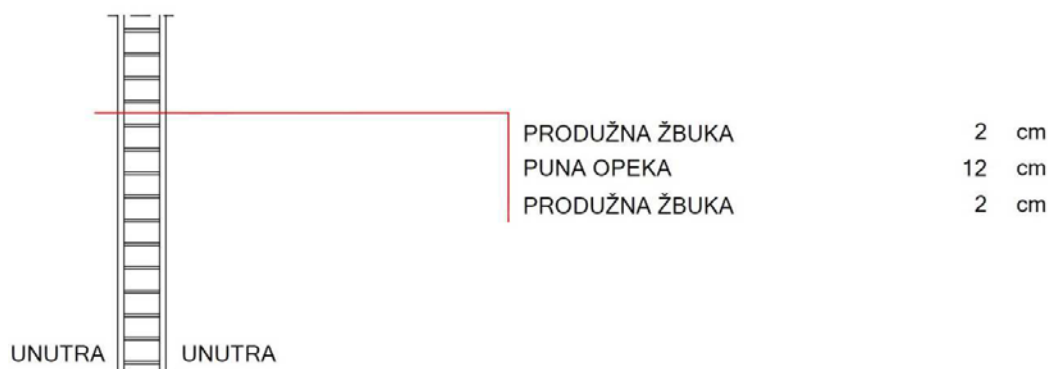 PRODUŽNA ŽBUKA 2 cm
PUNA OPEKA 12 cm
PRODUŽNA ŽBUKA 2 cm
UNUTRA UNUTRA